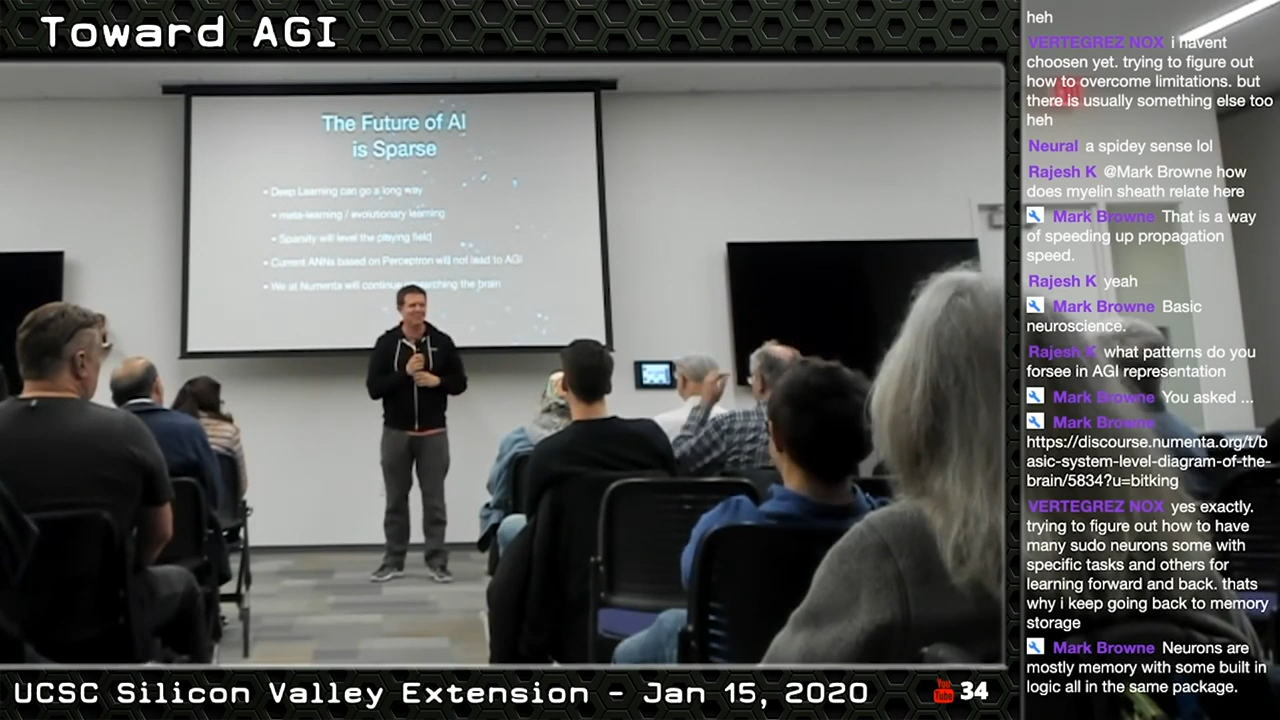 Toward AGI
The Future of AI
is Sparse
• Deep Learning can go a long way
• meta-learning / evolutionary learning
• Sparsity will level the playing field
• Current ANNs based on Perceptron will not lead to AGI
• We at Numenta will continue the brain
UCSC Silicon Valley Extension - Jan 15, 2020
You
Tube 34
heh
VERTEGREZ NOX i havent
choosen yet. trying to figure out
how to overcome limitations. but
there is usually something else too
heh
Neural a spidey sense lol
Rajesh K @Mark Browne how
does myelin sheath relate here
Mark Browne That is a way
of speeding up propagation
speed.
Rajesh K yeah
Mark Browne Basic
neuroscience.
Rajesh K what patterns do you
forsee in AGI representation
Mark Browne You asked ...
Mark Browne
https://discourse.numenta.org/t/b
asic-system-level-diagram-of-the-
brain/5834?u=bitking
VERTEGREZ NOX yes exactly.
trying to figure out how to have
many sudo neurons some with
specific tasks and others for
learning forward and back. thats
why i keep going back to memory
storage
Mark Browne Neurons are
mostly memory with some built in
logic all in the same package.